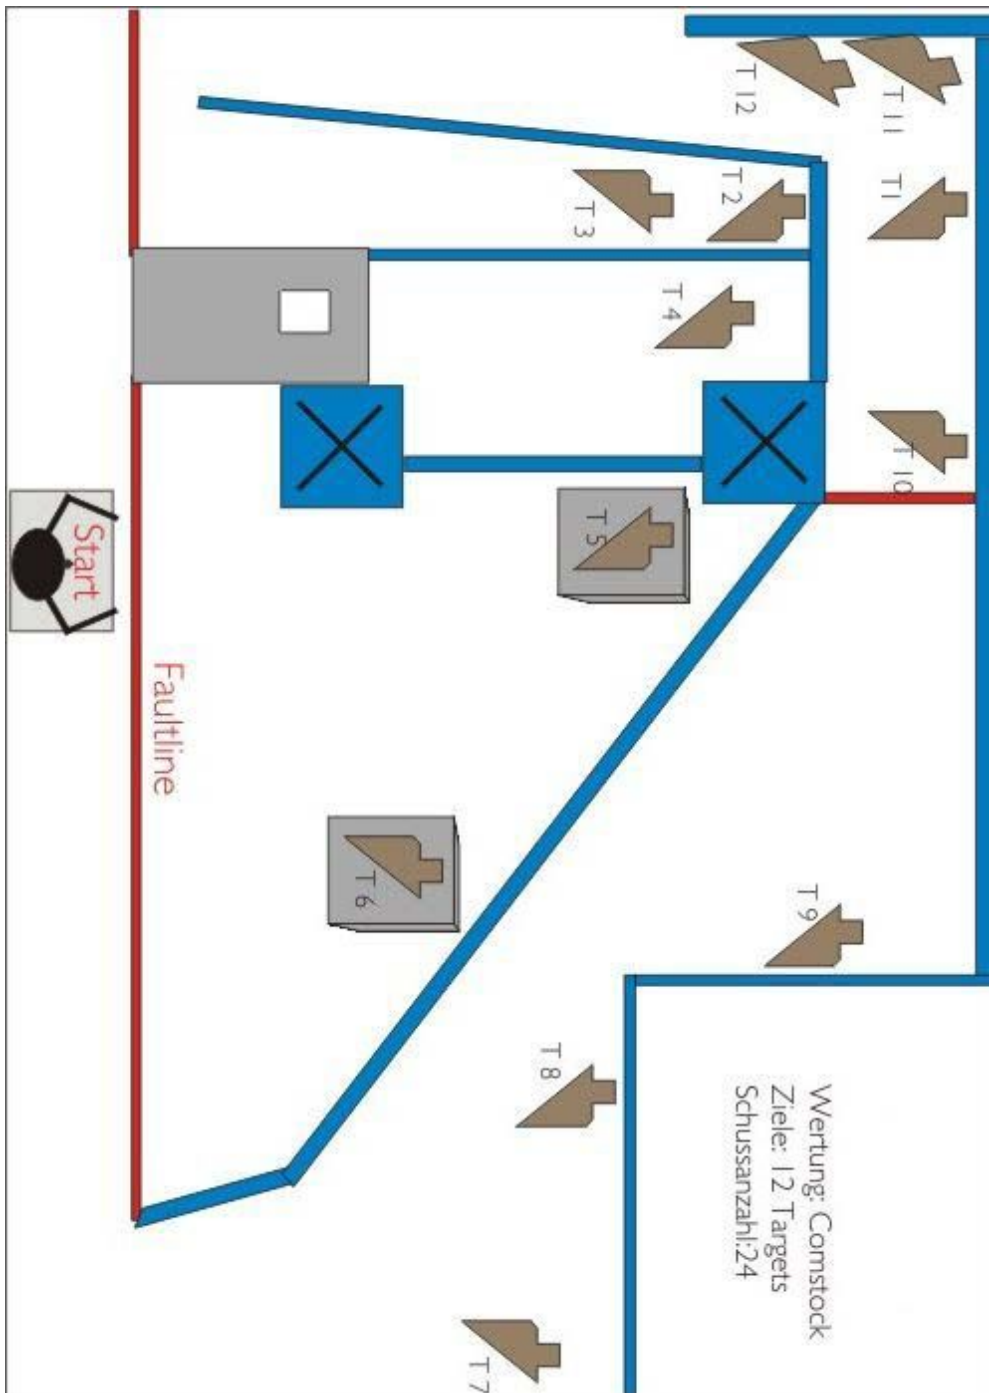 T 11
T 1
T 10
T 12
T 9
Wertung: Comstock
Ziele: 12 Targets
Schussanzahl:24
T 2
T 4
T 3
T 5
T 8
T 7
T 6
Faultline
Start